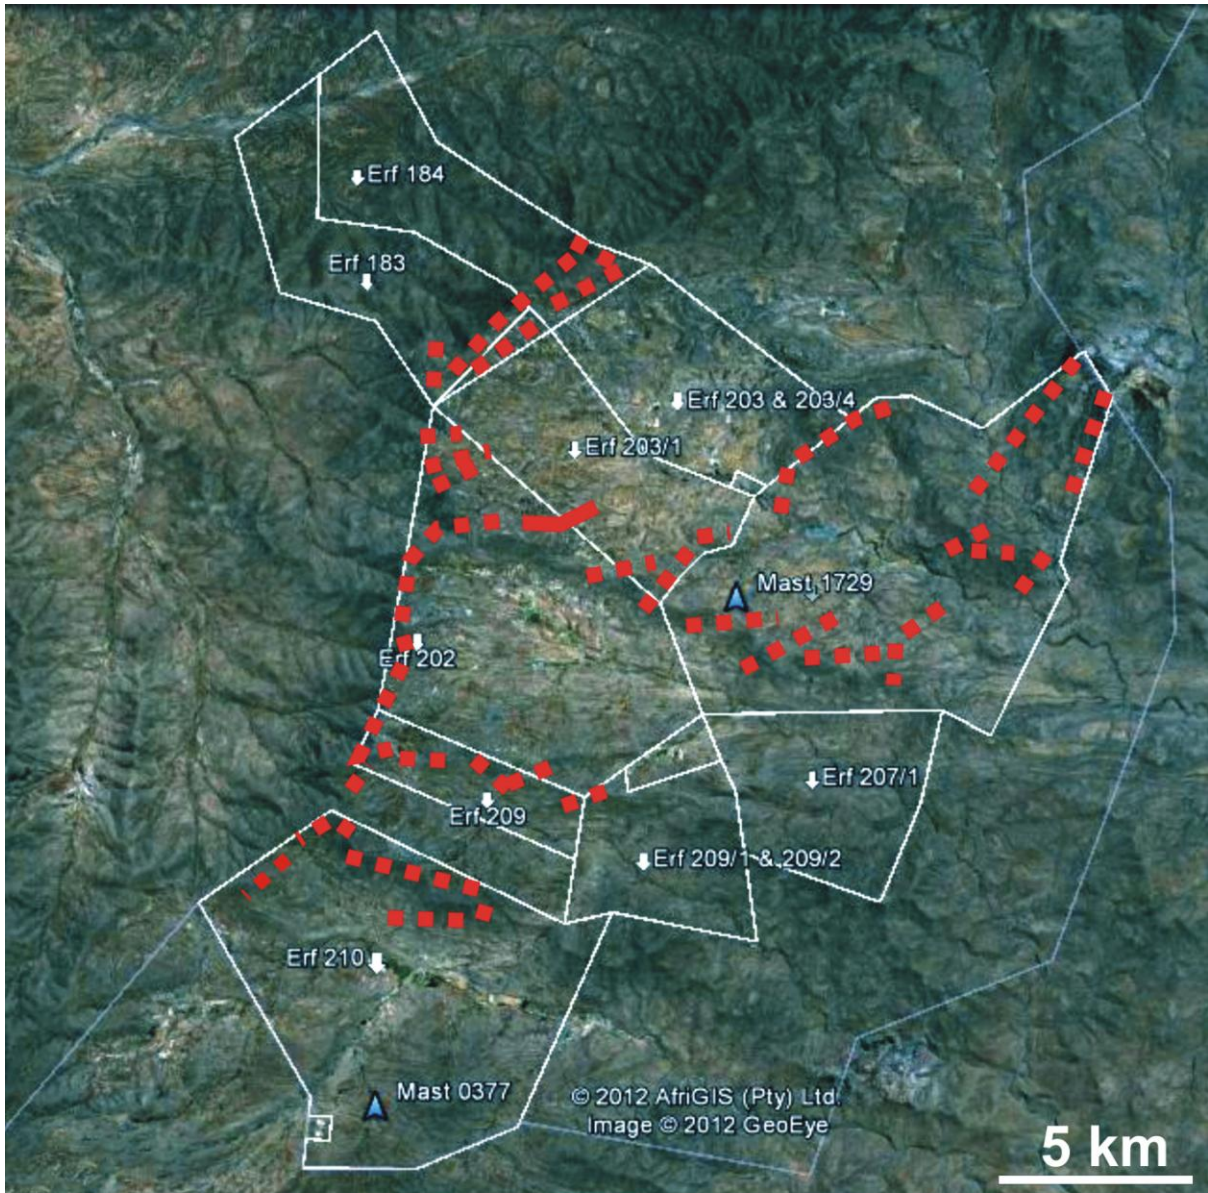 Erf 184
Erf 183
Erf 203 & 203/4
Erf 203/1
Mast 1729
Erf 202
Erf 207/1
Erf 209
Erf 209/1 & 209/2
Erf 210
Mast 0377
© 2012 AfriGIS (Pty) Ltd.
Image © 2012 GeoEye
5 km